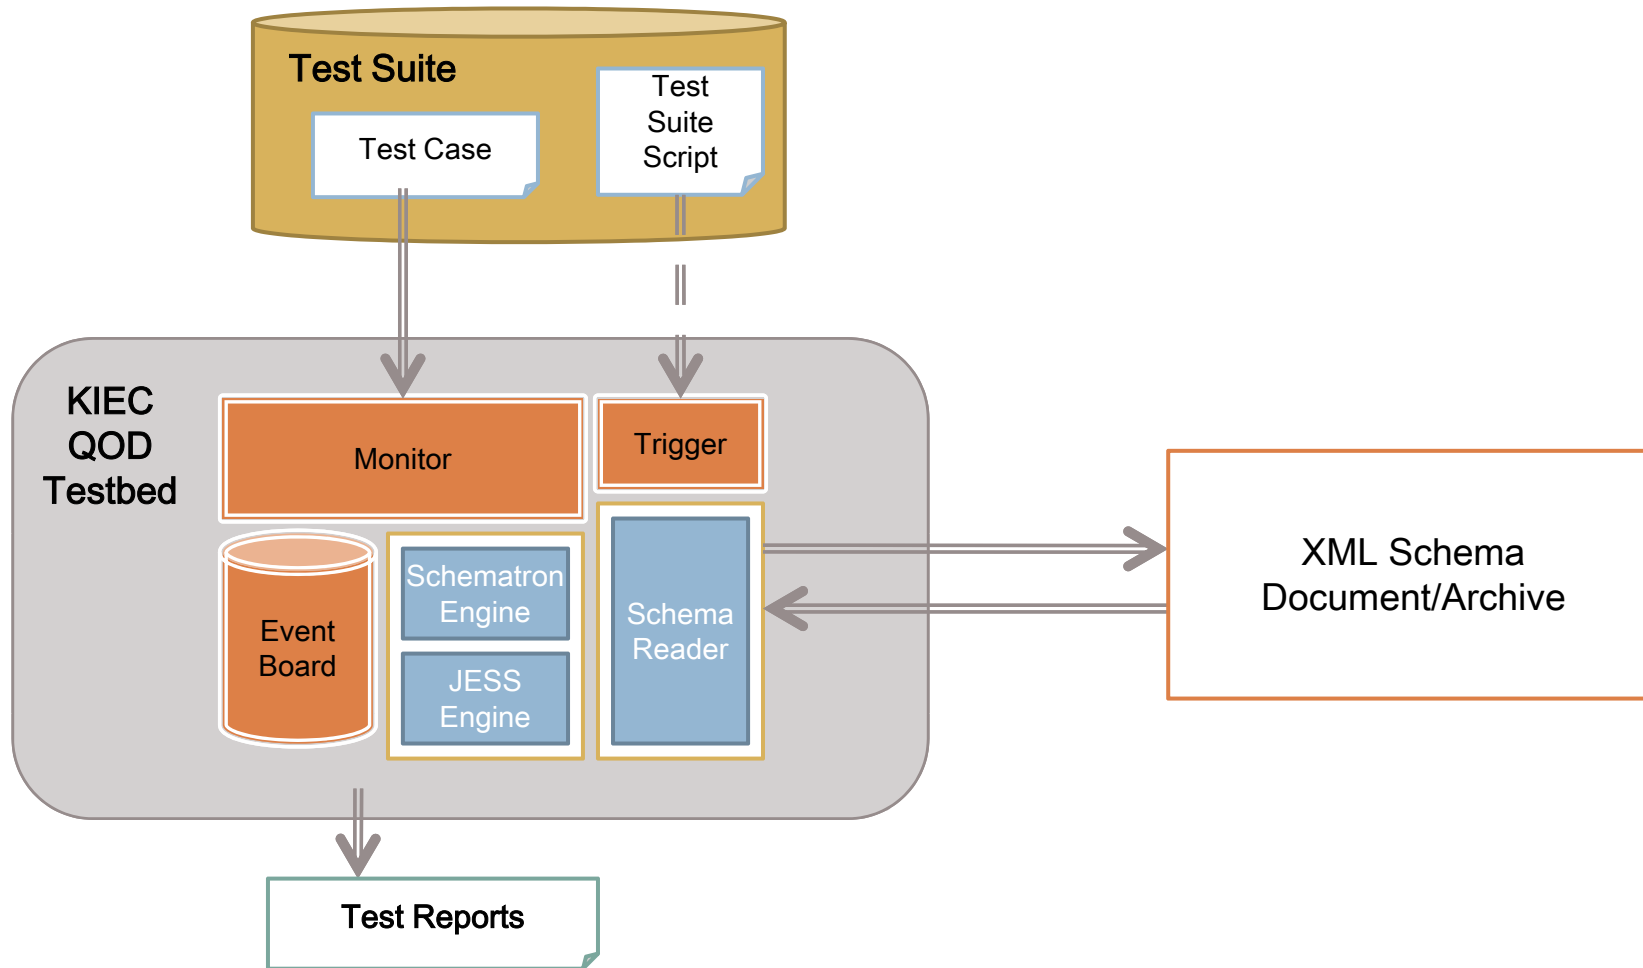 Test Suite
Test Case
Test
Suite
Script
KIEC
QOD
Testbed
Monitor
Trigger
Event
Board
Schematron
Engine
JESS
Engine
Schema
Reader
XML Schema
Document/Archive
Test Reports